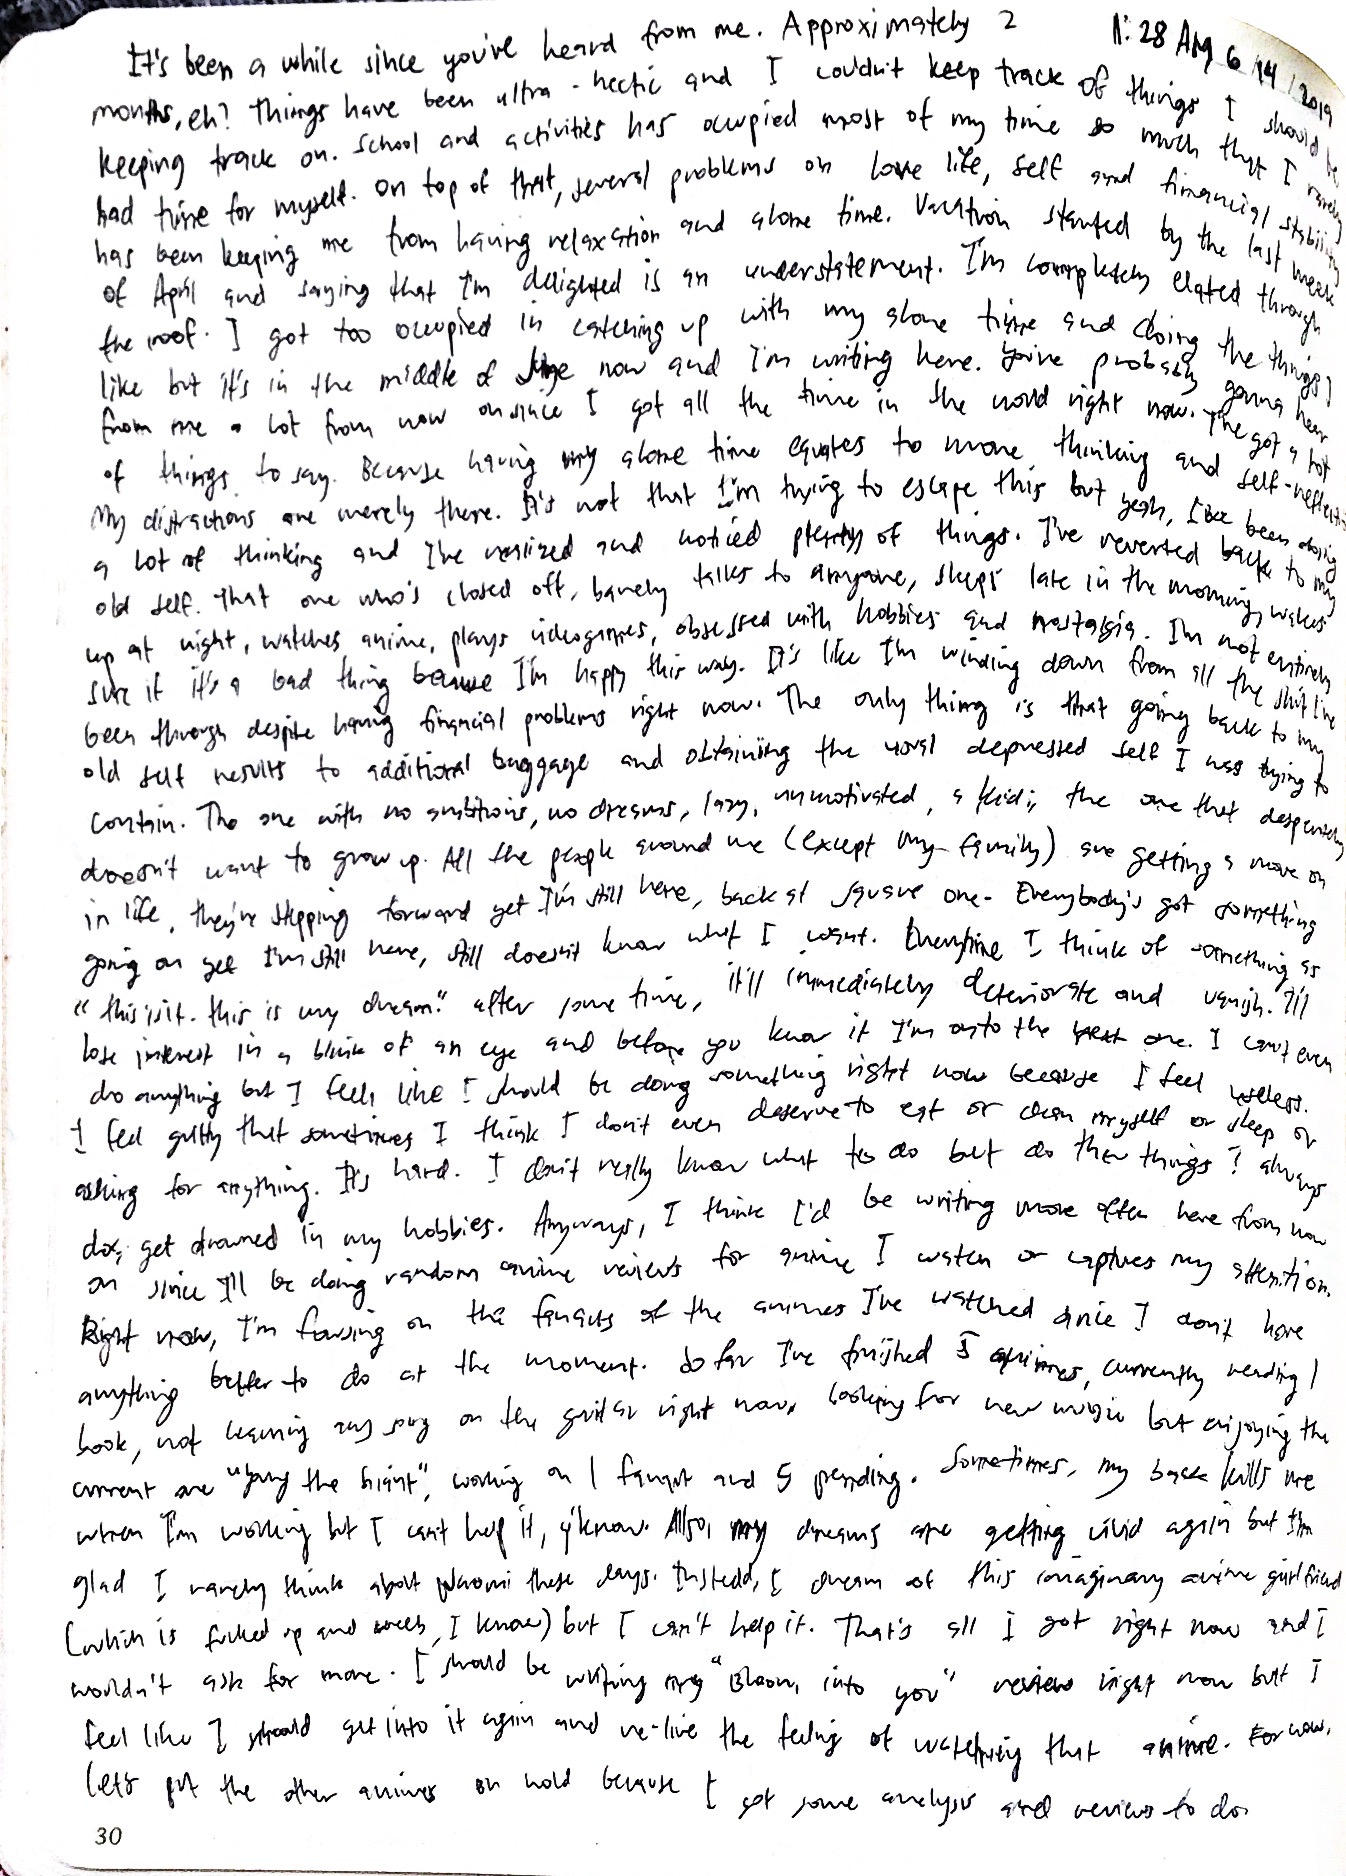 11:28 Ang 6/14/2019
It's been a while since you've heard from me. Approximately 2
months, eh? Things have been ultra-hectic and I couldn't keep track of things I should be
keeping track on. School and activities has occupied most of my time so much that I rarely
had time for myself. On top of that, several problems on love life, self and financial stability
has been keeping me from having relaxation and alone time. Vacation started by the last week
of April and saying that I'm delighted is an understatement. I'm completely elated through
the roof. I got too occupied in catching up with my alone time and doing the things I
like but it's in the middle of June now and I'm writing here. You're probably gonna hear
from me a lot from now on since I got all the time in the world right now. I've got a lot
of things to say. Because having my alone time equates to more thinking and self-reflection
My distractions are merely there. It's not that I'm trying to escape this but yeah, I've been doing
a lot of thinking and I've realized and noticed plenty of things. I've reverted back to my
old self. That one who's closed off, barely talks to anyone, sleeps late in the morning, wakes
up at night, watches anime, plays videogames, obsessed with hobbies and nostalgia. I'm not entirely
sure if it's a bad thing because I'm happy this way. It's like I'm winding down from all the shit I've
been through despite having financial problems right now. The only thing is that going back to my
old self results to additional baggage and obtaining the usual depressed self I was trying to
contain. The one with no ambitions, no dreams, lazy, unmotivated, a kid; the one that desperately
doesn't want to grow up. All the people around me (except my family) are getting a move on
in life, they're stepping forward yet I'm still here, back at square one. Everybody's got something
going on yet I'm still here, still doesn't know what I want. Everytime I think of something as
"this is it. this is my dream." after some time, it'll immediately deteriorate and vanish. I'll
lose interest in a blink of an eye and before you know it I'm onto the next one. I can't even
do anything but I feel like I should be doing something right now because I feel useless.
I feel guilty that sometimes I think I don't even deserve to eat or clean myself or sleep or
asking for anything. It's hard. I don't really know what to do but do the things I always
do; get drowned in my hobbies. Anyways, I think I'd be writing more often here from now
on since I'll be doing random anime reviews for anime I watch or captures my attention.
Right now, I'm focusing on the fanarts of the animes I've watched since I don't have
anything better to do at the moment. So far I've finished 5 animes, currently reading 1
book, not learning any song on the guitar right now, looking for new music but enjoying the
current are "Young the Giant", working on 1 fanart and 5 pending. Sometimes, my back kills me
when I'm working but I can't help it, y'know. Also, my dreams are getting vivid again but I'm
glad I rarely think about Naomi these days. Instead, I dream of this imaginary anime girlfriend
(which is fucked up and weeb, I know) but I can't help it. That's all I got right now and I
wouldn't ask for more. I should be writing my "Bloom into you" review right now but I
feel like I should get into it again and re-live the feeling of watching that anime. For now,
let's put the other animes on hold because I got some analysis and reviews to do.
30